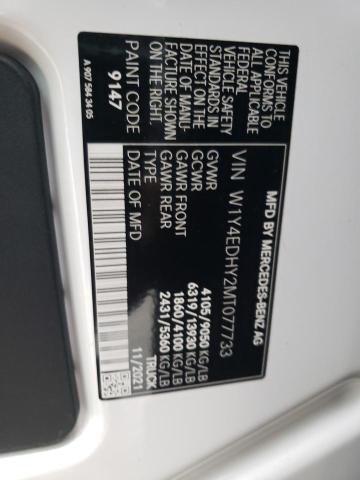 MFD BY MERCEDES-BENZ AG
VIN W1Y4EDHY2MT077733
GVWR 4105/9050 KG/LB
GCWR 6319/13930 KG/LB
GAWR FRONT 1860/4100 KG/LB
GAWR REAR 2431/5360 KG/LB
TYPE TRUCK
DATE OF MFD 11/2021
THIS VEHICLE
CONFORMS TO
ALL APPLICABLE
FEDERAL
MOTOR
VEHICLE SAFETY
STANDARDS IN
EFFECT ON THE
DATE OF MANU-
FACTURE SHOWN
ON THE RIGHT
PAINT CODE
9147
A 907 584 34 05